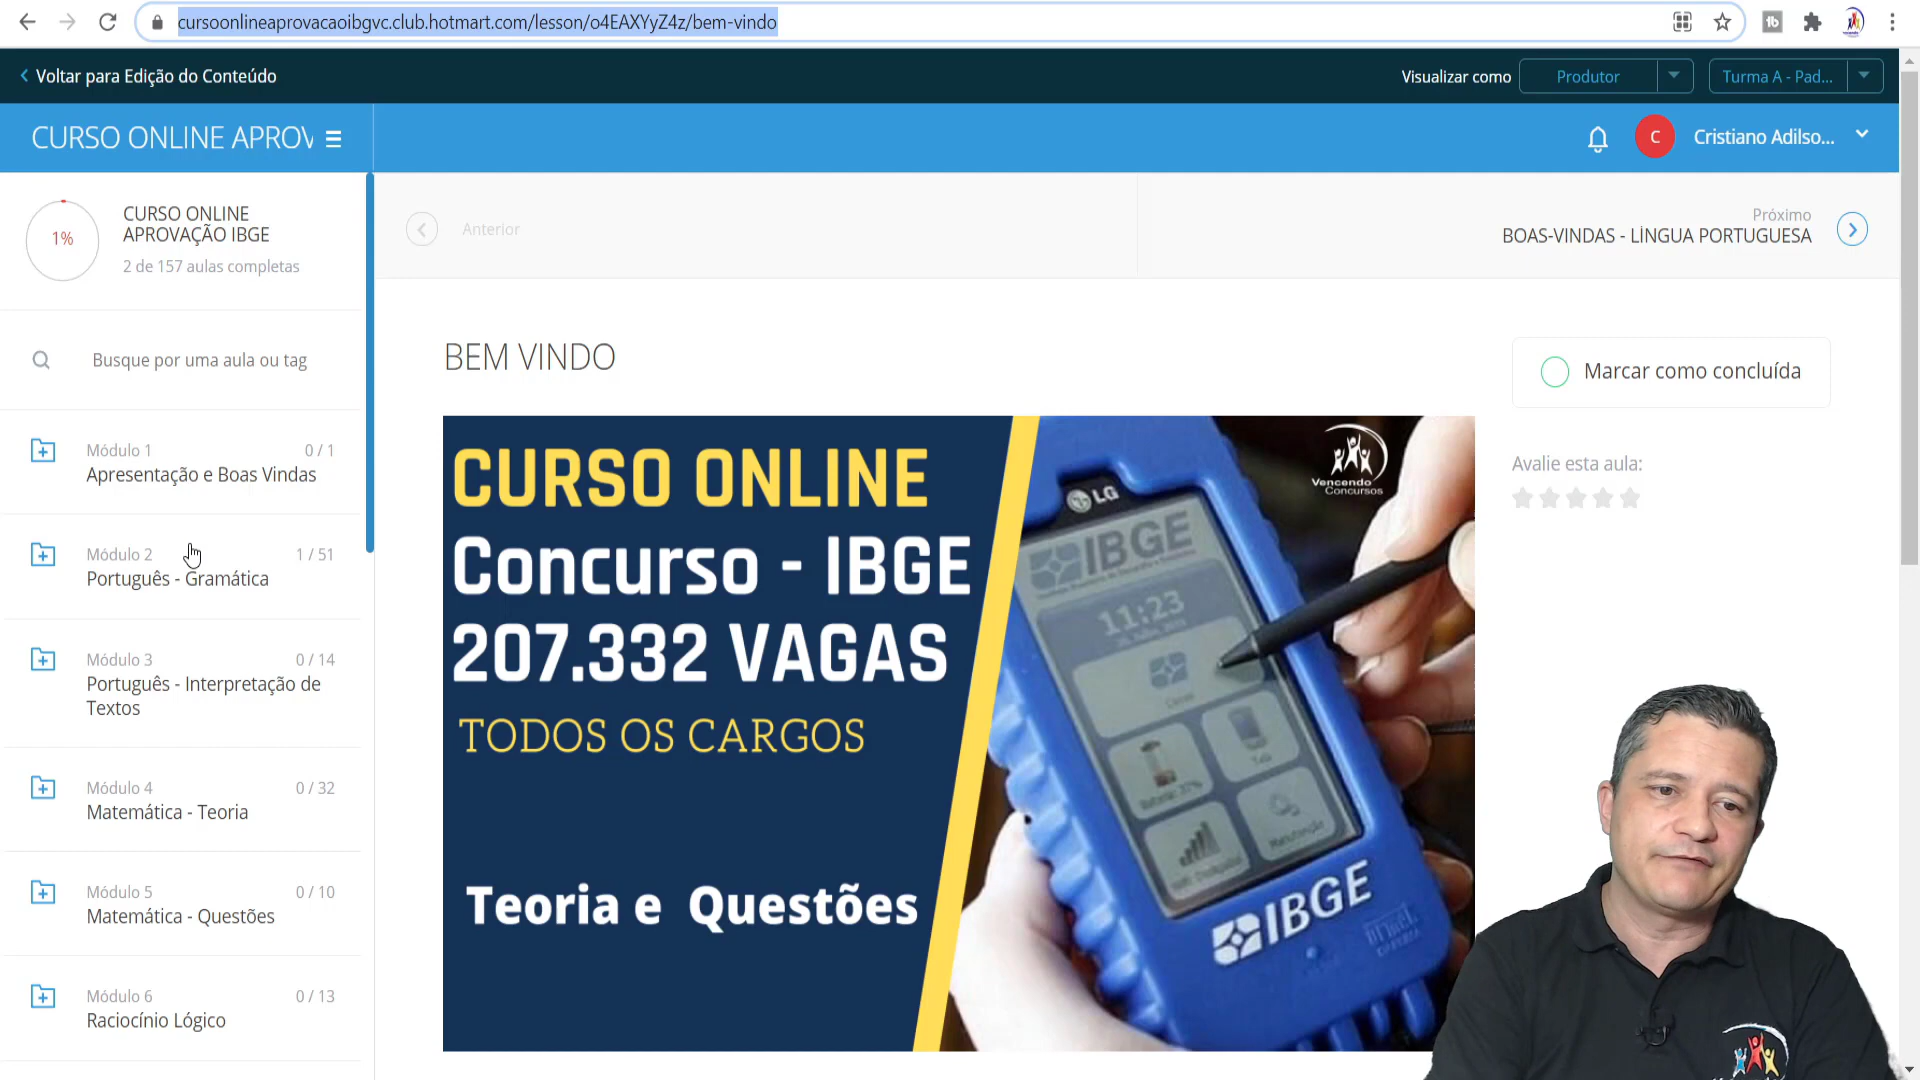 cursoonlineaprovacaoibgvc.club.hotmart.com/lesson/o4EAXYyZ4z/bem-vindo
Voltar para Edição do Conteúdo
Visualizar como
Produtor
Turma A - Pad...
CURSO ONLINE APROV
C
Cristiano Adilso...
1%
CURSO ONLINE
APROVAÇÃO IBGE
2 de 157 aulas completas
Anterior
Próximo
BOAS-VINDAS - LÍNGUA PORTUGUESA
Busque por uma aula ou tag
BEM VINDO
Marcar como concluída
Avalie esta aula:
Módulo 1
0 / 1
Apresentação e Boas Vindas
Módulo 2
1 / 51
Português - Gramática
Módulo 3
0 / 14
Português - Interpretação de
Textos
Módulo 4
0 / 32
Matemática - Teoria
Módulo 5
0 / 10
Matemática - Questões
Módulo 6
0 / 13
Raciocínio Lógico
CURSO ONLINE
Concurso - IBGE
207.332 VAGAS
TODOS OS CARGOS
Teoria e Questões
Vencendo
Concursos
LG
IBGE
11:23
IBGE